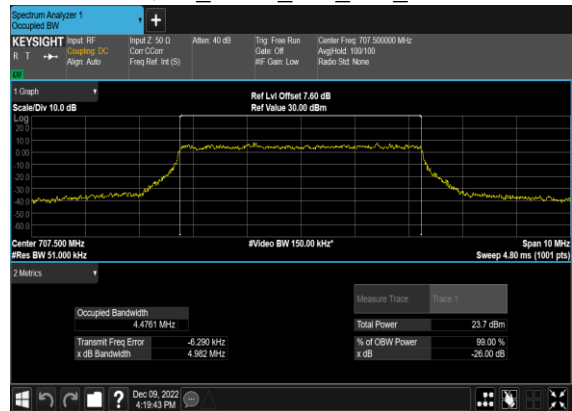 Spectrum Analyzer 1
Occupied BW
KEYSIGHT Input: RF Input Z: 50 Ω Atten: 40 dB Trig: Free Run Center Freq: 707.500000 MHz
R T Coupling: DC Corr CCorr Gate: Off Avg|Hold: 100/100
Align: Auto Freq Ref: Int (S) #IF Gain: Low Radio Std: None
1 Graph
Scale/Div 10.0 dB Ref Lvl Offset 7.60 dB
Ref Value 30.00 dBm
Log
20.0
10.0
0.00
-10.0
-20.0
-30.0
-40.0
-50.0
-60.0
Center 707.500 MHz #Video BW 150.00 kHz* Span 10 MHz
#Res BW 51.000 kHz Sweep 4.80 ms (1001 pts)
2 Metrics
Measure Trace Trace 1
Occupied Bandwidth
4.4761 MHz Total Power 23.7 dBm
Transmit Freq Error -6.290 kHz % of OBW Power 99.00 %
x dB Bandwidth 4.982 MHz x dB -26.00 dB
? Dec 09, 2022
4:19:43 PM